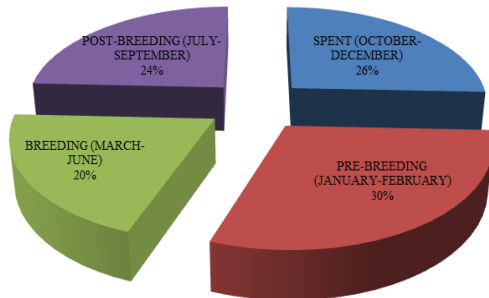 POST-BREEDING (JULY-
SEPTEMBER)
24%
SPENT (OCTOBER-
DECEMBER)
26%
BREEDING (MARCH-
JUNE)
20%
PRE-BREEDING
(JANUARY-FEBRUARY)
30%